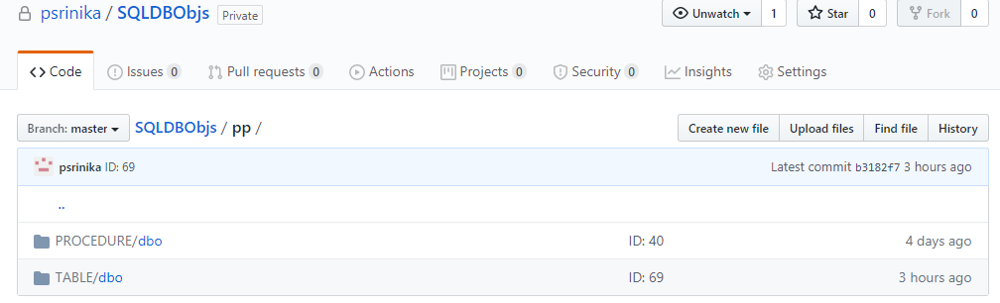 psrinika / SQLDBObjs Private Unwatch 1 Star 0 Fork 0
Code Issues 0 Pull requests 0 Actions Projects 0 Security 0 Insights Settings
Branch: master SQLDBObjs / pp / Create new file Upload files Find file History
psrinika ID: 69 Latest commit b3182f7 3 hours ago
..
PROCEDURE/dbo ID: 40 4 days ago
TABLE/dbo ID: 69 3 hours ago